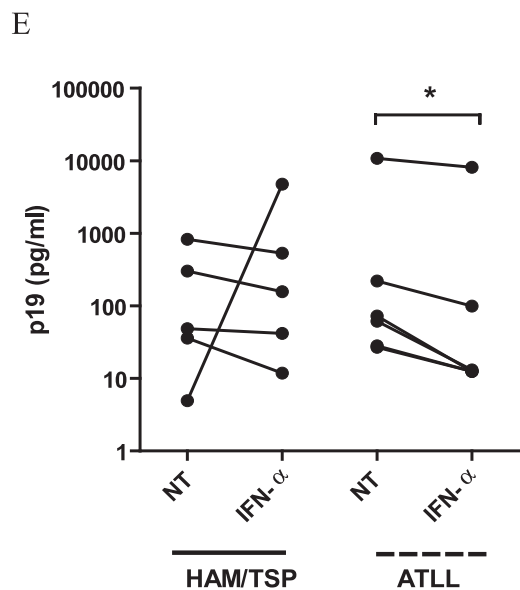 E
*
100000
10000
1000
100
10
1
p19 (pg/ml)
NT
IFN-α
NT
IFN-α
HAM/TSP
ATLL